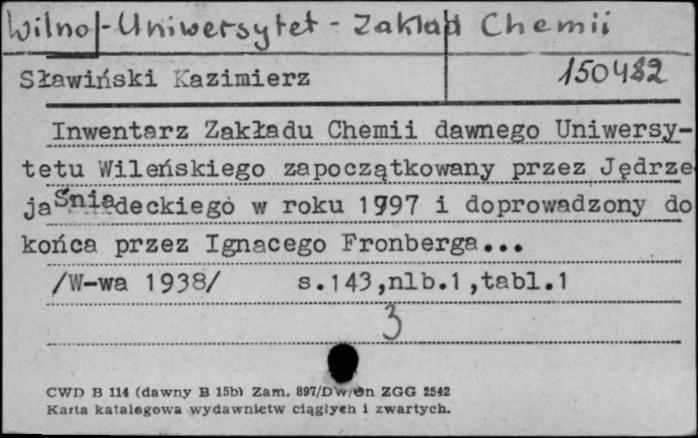 Wilno-Uniwersytet - Zakład Chemii
Sławiński Kazimierz 150482
Inwentarz Zakładu Chemii dawnego Uniwersy-
tetu Wileńskiego zapoczątkowany przez Jędrze
ja Śniadeckiego w roku 1797 i doprowadzony do
końca przez Ignacego Fronberga...
/W-wa 1938/ s.143,nlb.1,tabl.1
3
CWD B 114 (dawny B 15b) Zam. 897/DW/ZGG 2542
Karta katalogowa wydawnictw ciągłych i zwartych.